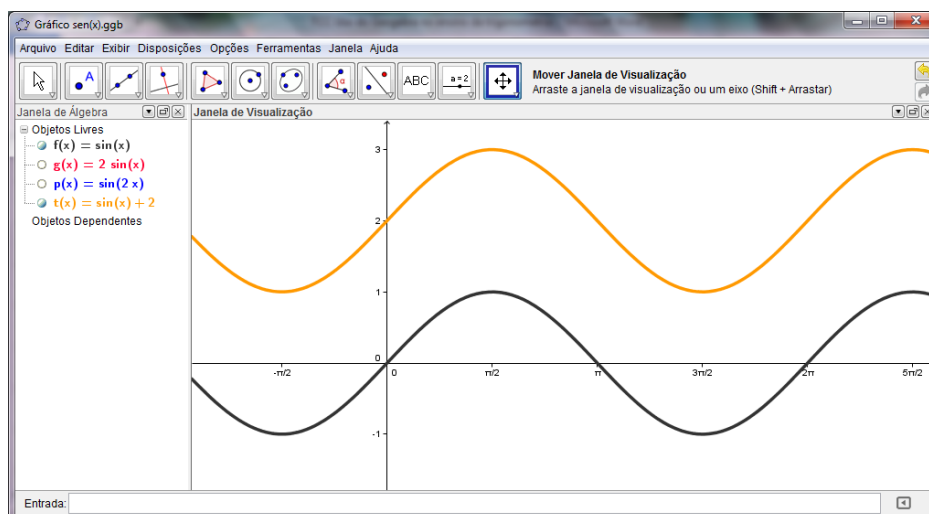 Gráfico sen(x).ggb
Arquivo Editar Exibir Disposições Opções Ferramentas Janela Ajuda
A
ABC
a=2
α
Mover Janela de Visualização
Arraste a janela de visualização ou um eixo (Shift + Arrastar)
Janela de Álgebra
Janela de Visualização
Objetos Livres
f(x) = sin(x)
g(x) = 2 sin(x)
p(x) = sin(2 x)
t(x) = sin(x) + 2
Objetos Dependentes
3
2
1
0
-π/2
0
π/2
π
3π/2
2π
5π/2
-1
Entrada: